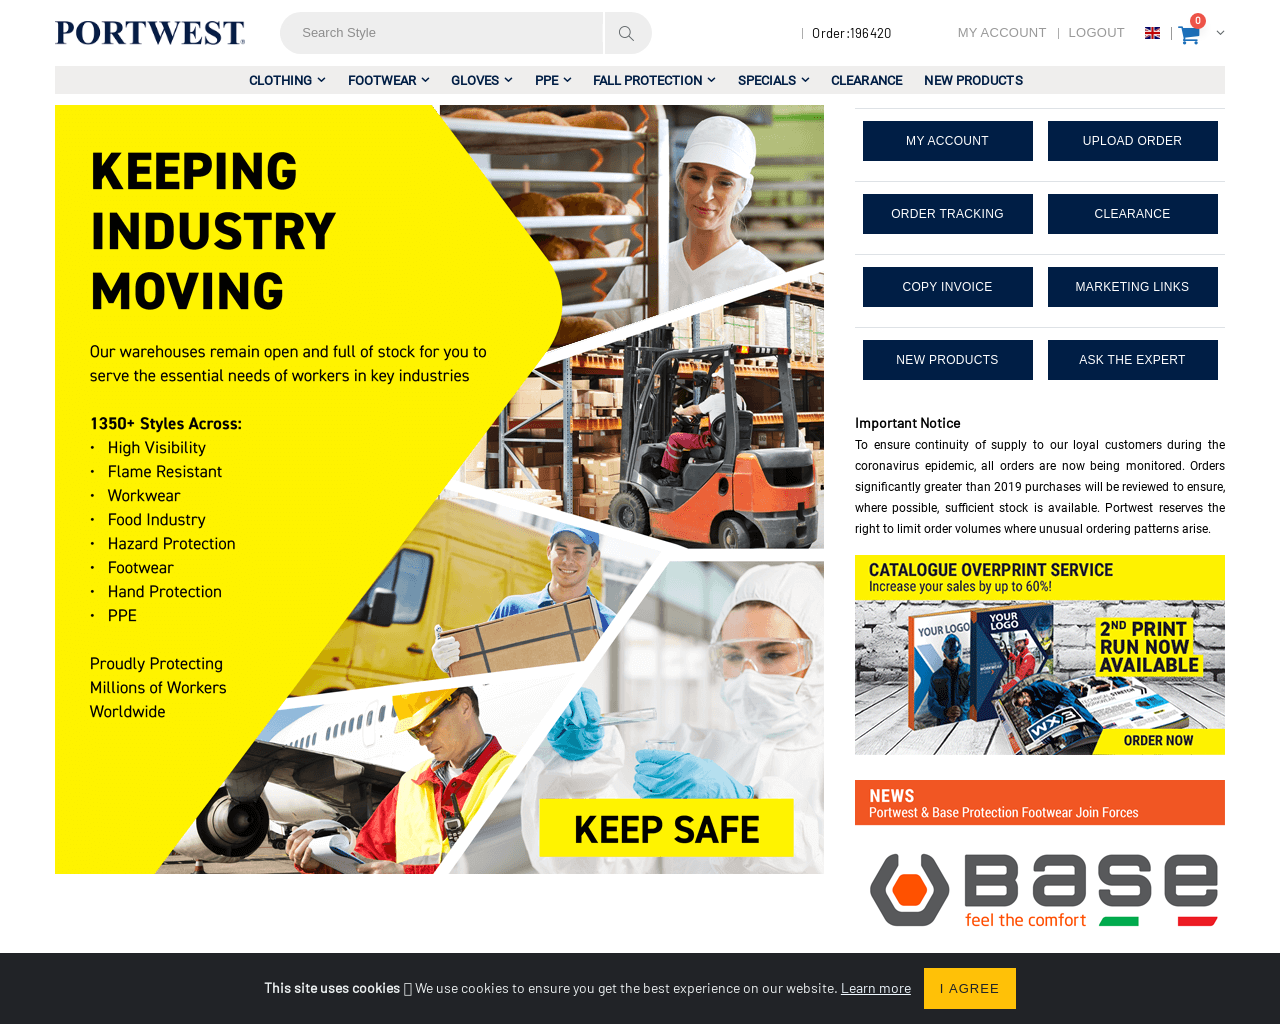 PORTWEST
Search Style
Order:196420
MY ACCOUNT
LOGOUT
0
CLOTHING
FOOTWEAR
GLOVES
PPE
FALL PROTECTION
SPECIALS
CLEARANCE
NEW PRODUCTS
KEEPING
INDUSTRY
MOVING
Our warehouses remain open and full of stock for you to
serve the essential needs of workers in key industries
1350+ Styles Across:
• High Visibility
• Flame Resistant
• Workwear
• Food Industry
• Hazard Protection
• Footwear
• Hand Protection
• PPE
Proudly Protecting
Millions of Workers
Worldwide
KEEP SAFE
MY ACCOUNT
UPLOAD ORDER
ORDER TRACKING
CLEARANCE
COPY INVOICE
MARKETING LINKS
NEW PRODUCTS
ASK THE EXPERT
Important Notice
To ensure continuity of supply to our loyal customers during the
coronavirus epidemic, all orders are now being monitored. Orders
significantly greater than 2019 purchases will be reviewed to ensure,
where possible, sufficient stock is available. Portwest reserves the
right to limit order volumes where unusual ordering patterns arise.
CATALOGUE OVERPRINT SERVICE
Increase your sales by up to 60%!
YOUR LOGO
YOUR LOGO
2ND PRINT
RUN NOW
AVAILABLE
WX3
ORDER NOW
NEWS
Portwest & Base Protection Footwear Join Forces
BASE
feel the comfort
This site uses cookies We use cookies to ensure you get the best experience on our website. Learn more
I AGREE